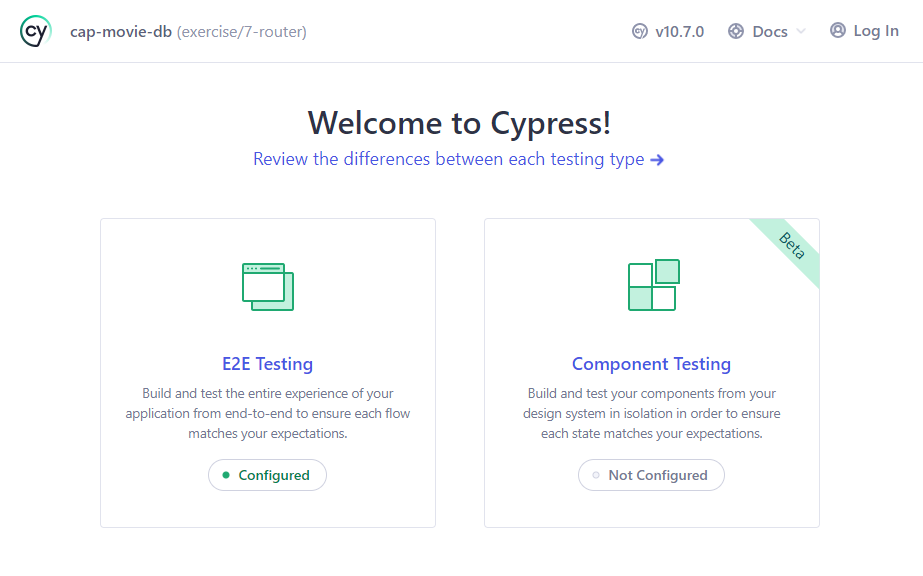 cy cap-movie-db (exercise/7-router) cy v10.7.0 Docs Log In
Welcome to Cypress!
Review the differences between each testing type →
Beta
E2E Testing
Build and test the entire experience of your
application from end-to-end to ensure each flow
matches your expectations.
Configured
Component Testing
Build and test your components from your
design system in isolation in order to ensure
each state matches your expectations.
Not Configured